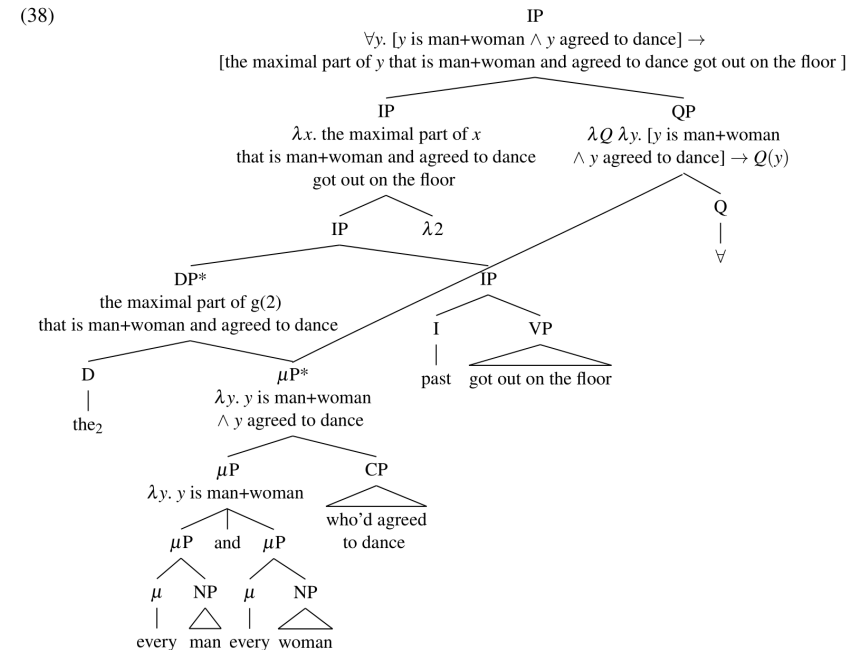 (38)
IP
∀y. [y is man+woman ∧ y agreed to dance] →
[the maximal part of y that is man+woman and agreed to dance got out on the floor ]
IP QP
λx. the maximal part of x λQ λy. [y is man+woman
that is man+woman and agreed to dance ∧ y agreed to dance] → Q(y)
got out on the floor
Q
IP λ2
∀
DP* IP
the maximal part of g(2)
that is man+woman and agreed to dance
I VP
D μP* past got out on the floor
λy. y is man+woman
the₂ ∧ y agreed to dance
μP CP
λy. y is man+woman
who'd agreed
μP and μP to dance
μ NP μ NP
every man every woman